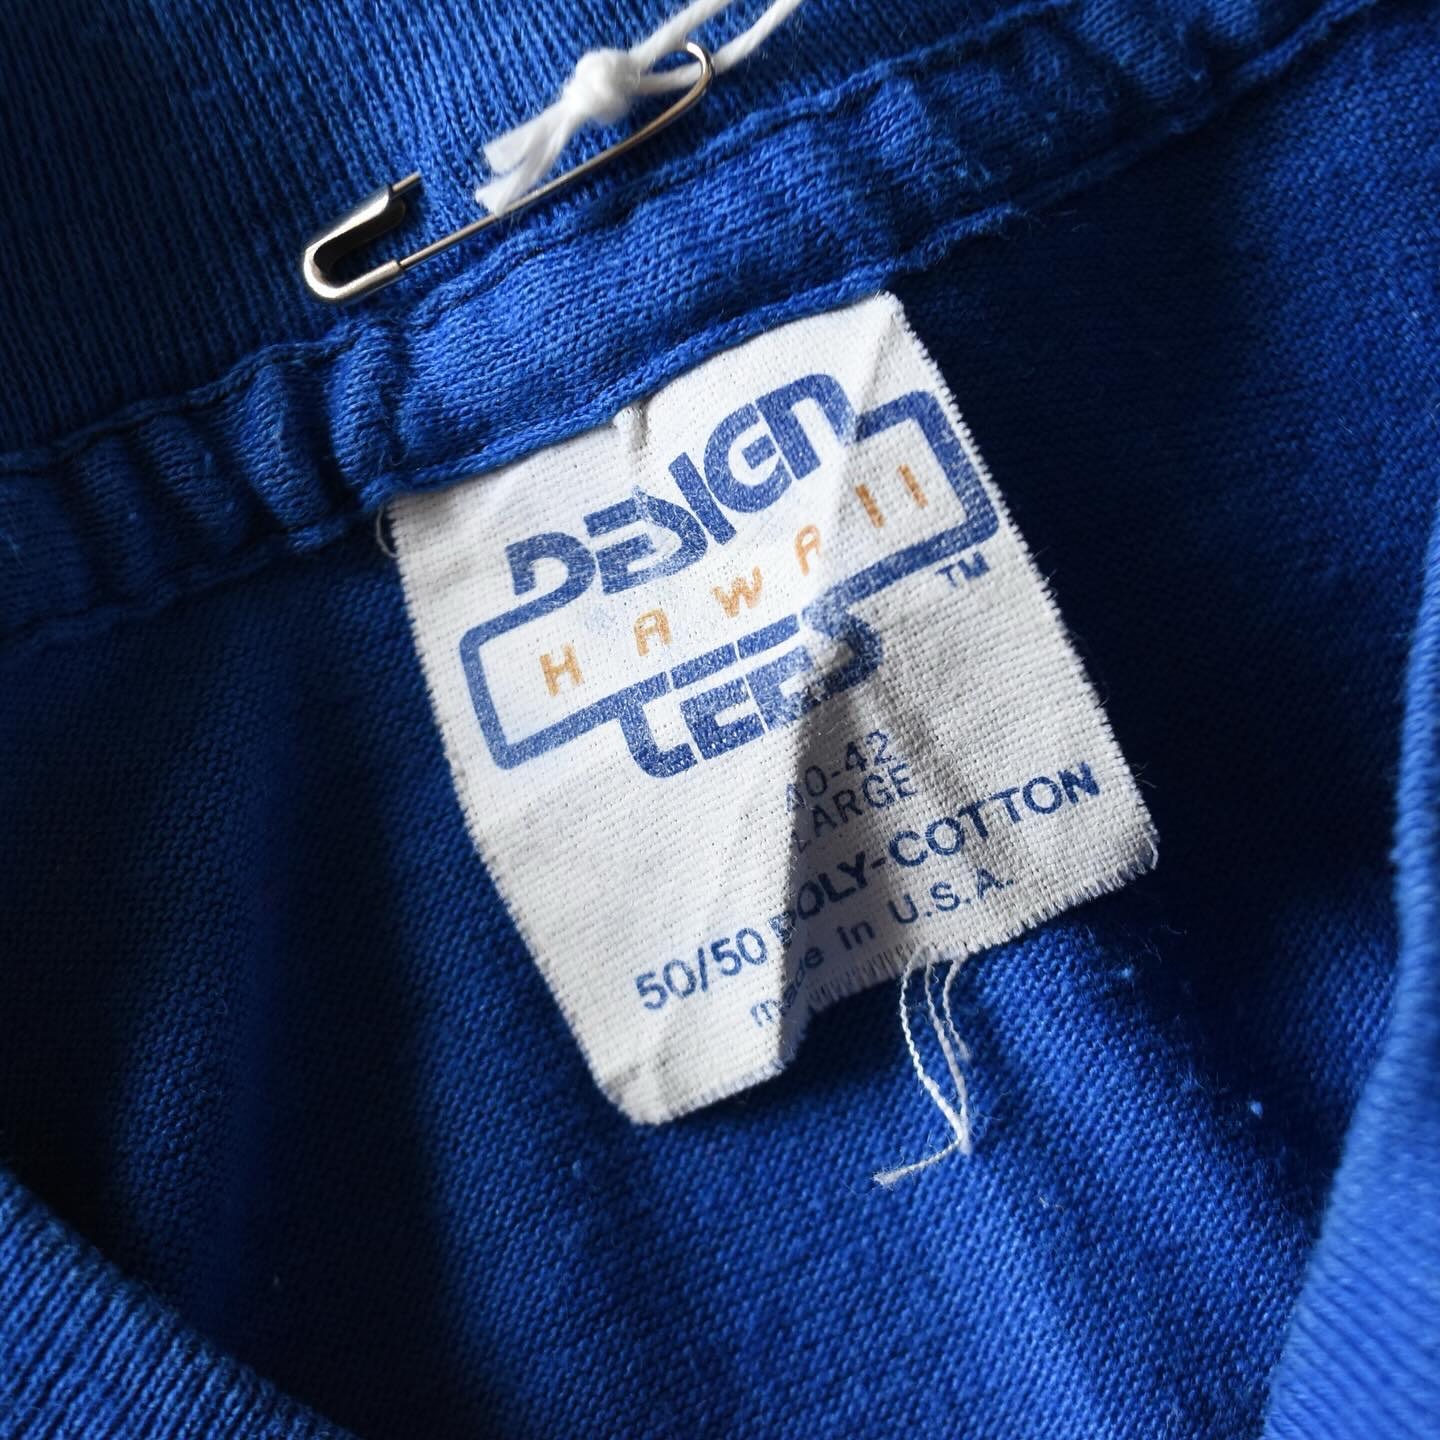 DESIGN
HAWAII
TEES TM
40-42
LARGE
50/50 POLY-COTTON
made in U.S.A.